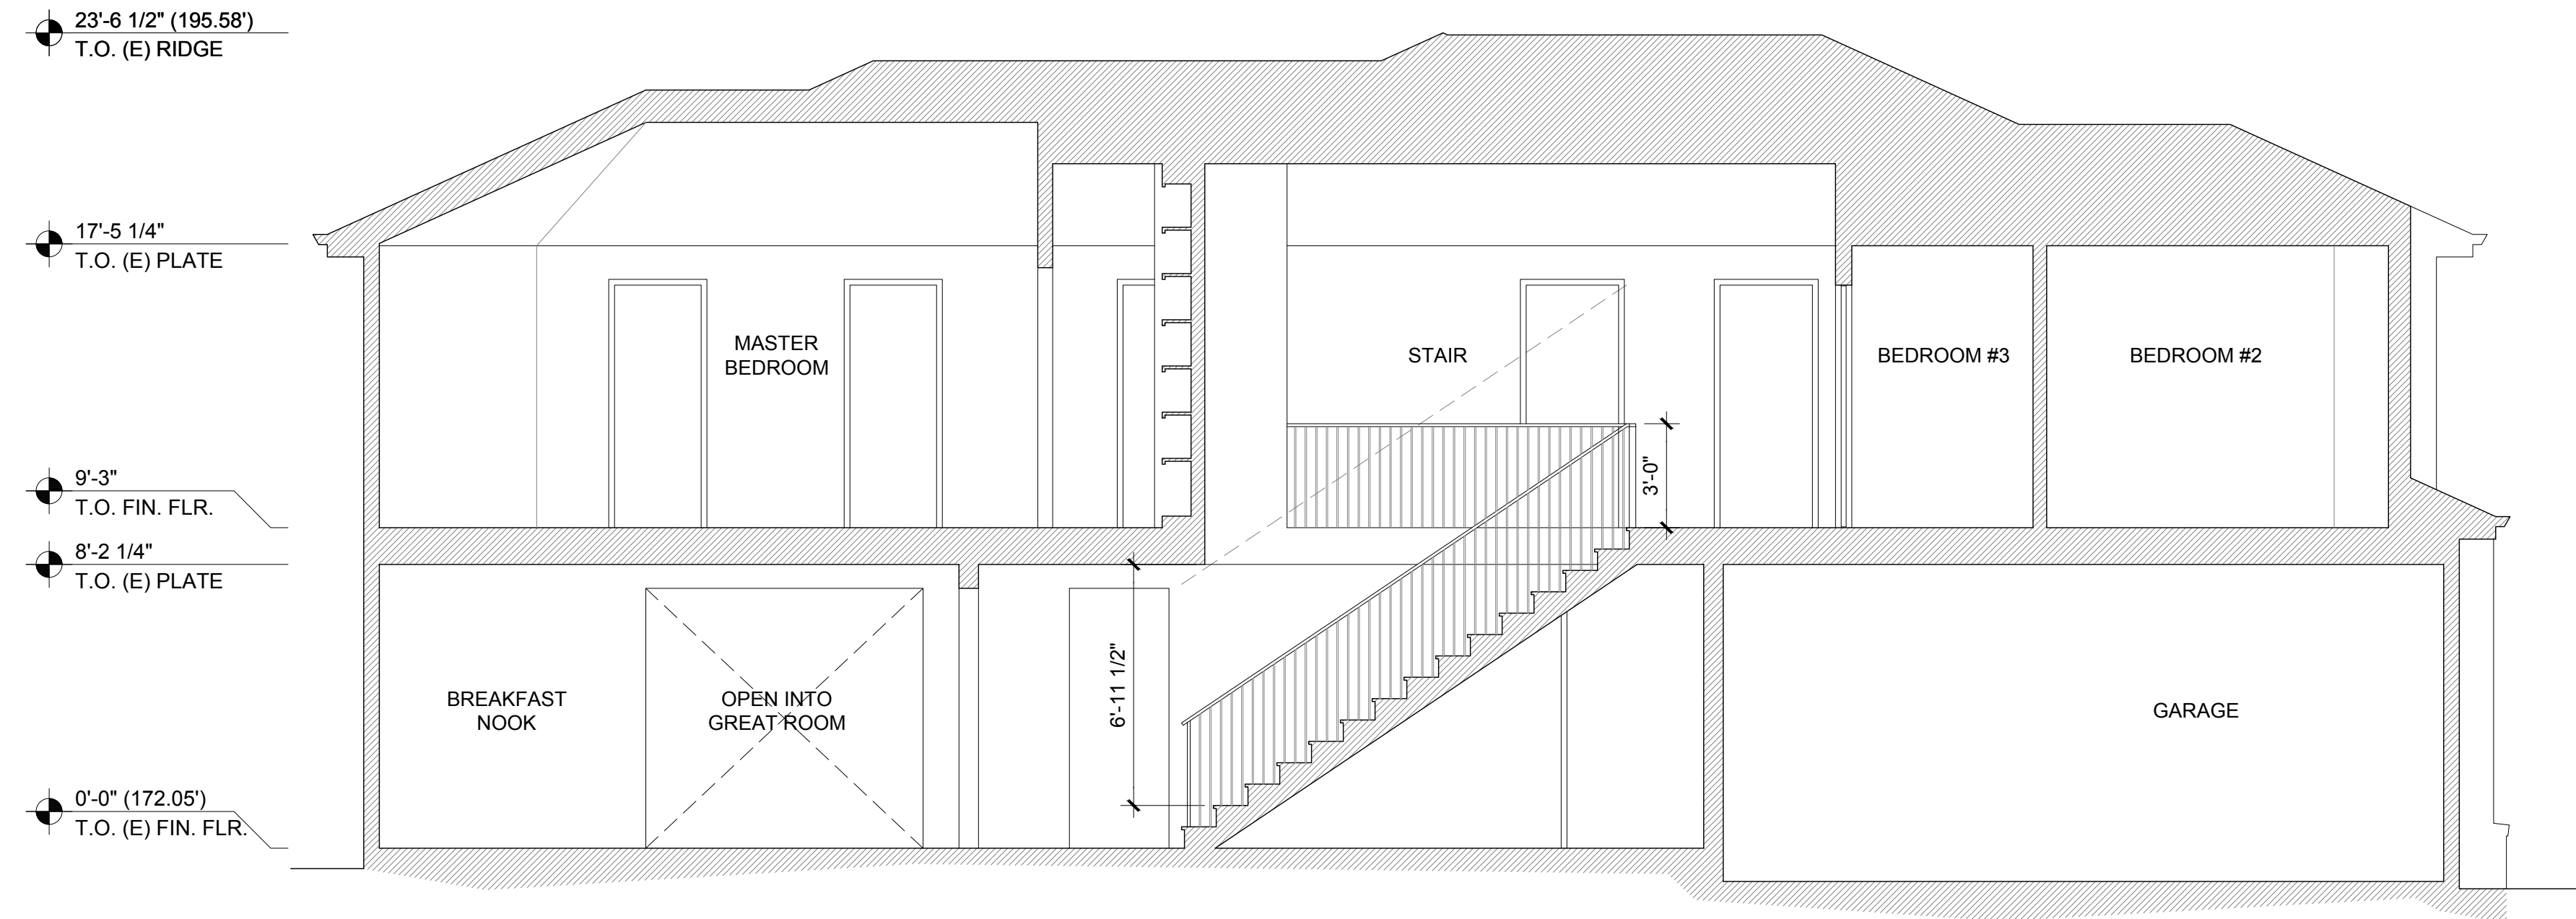 23'-6 1/2" (195.58')
T.O. (E) RIDGE
17'-5 1/4"
T.O. (E) PLATE
9'-3"
T.O. FIN. FLR.
8'-2 1/4"
T.O. (E) PLATE
0'-0" (172.05')
T.O. (E) FIN. FLR.
MASTER
BEDROOM
STAIR
BEDROOM #3
BEDROOM #2
3'-0"
6'-11 1/2"
BREAKFAST
NOOK
OPEN INTO
GREAT ROOM
GARAGE